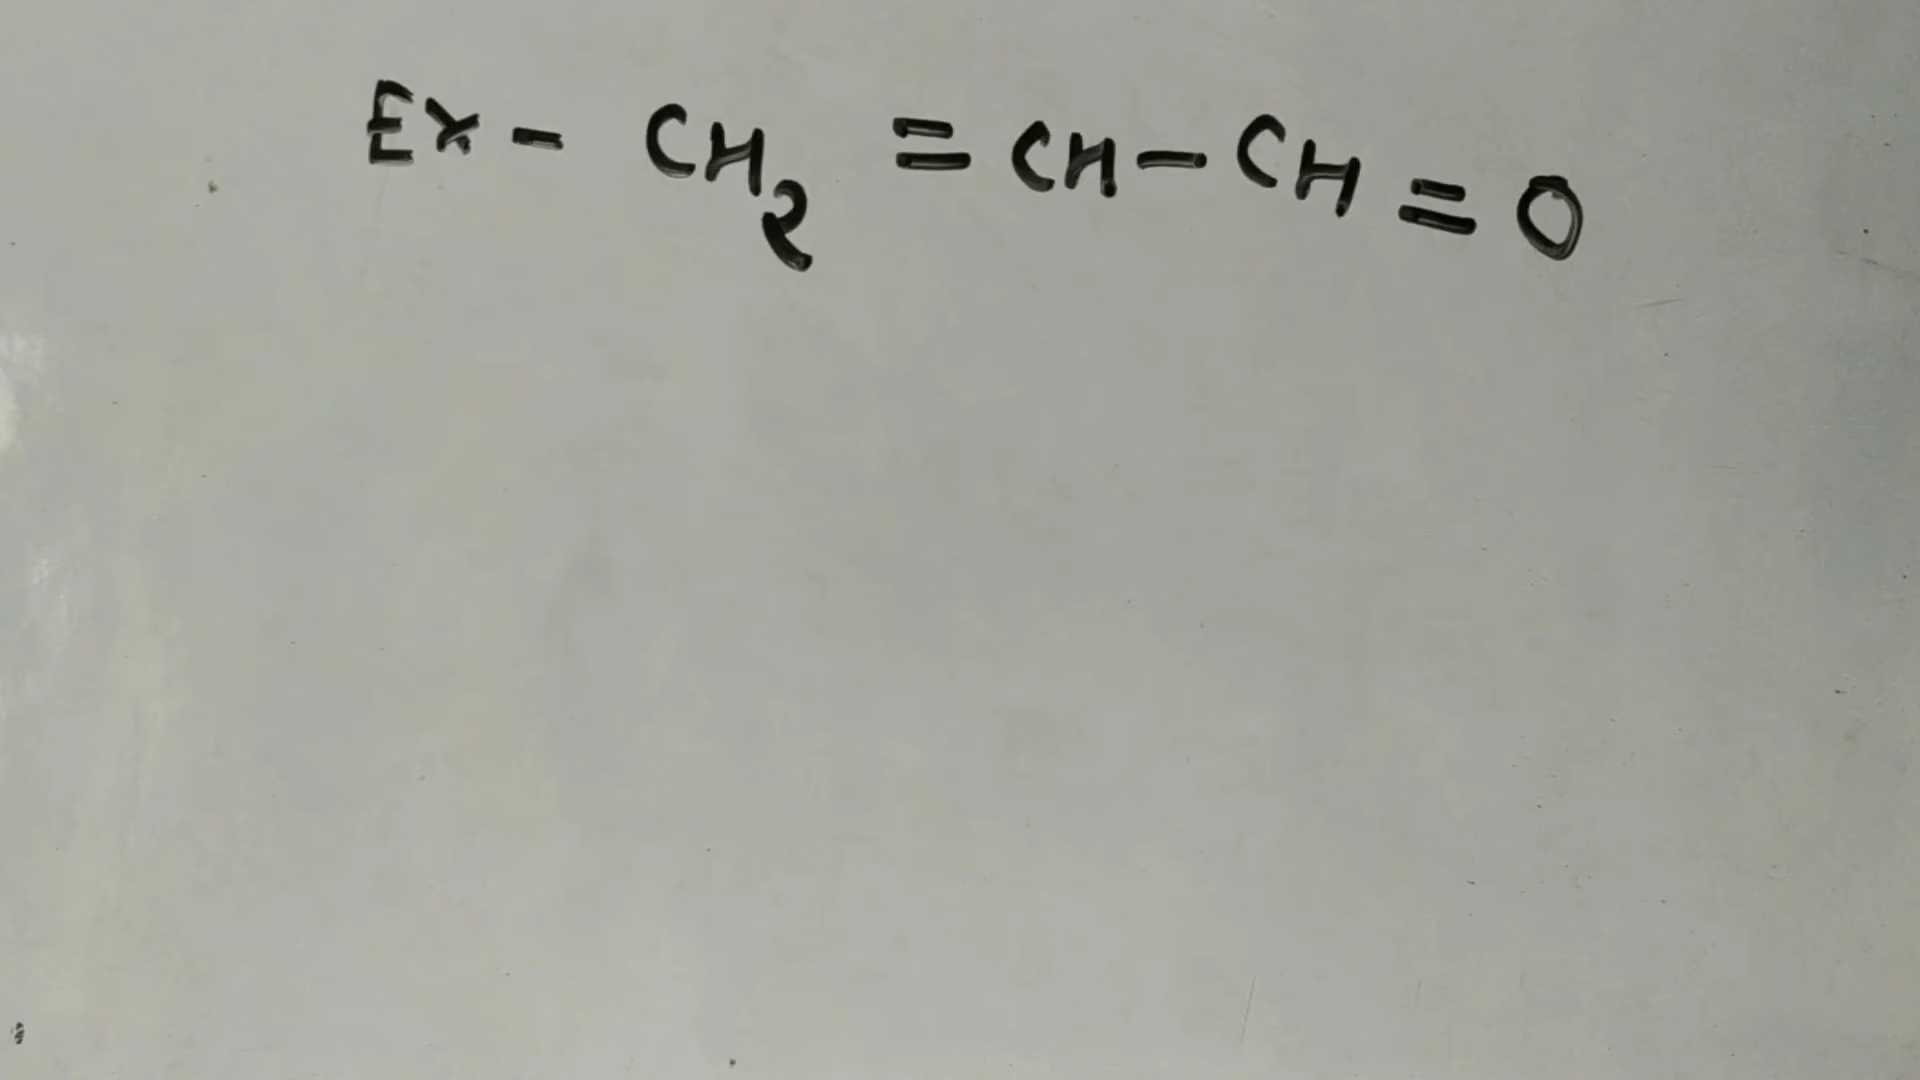 Ex - CH₂ = CH - CH = O